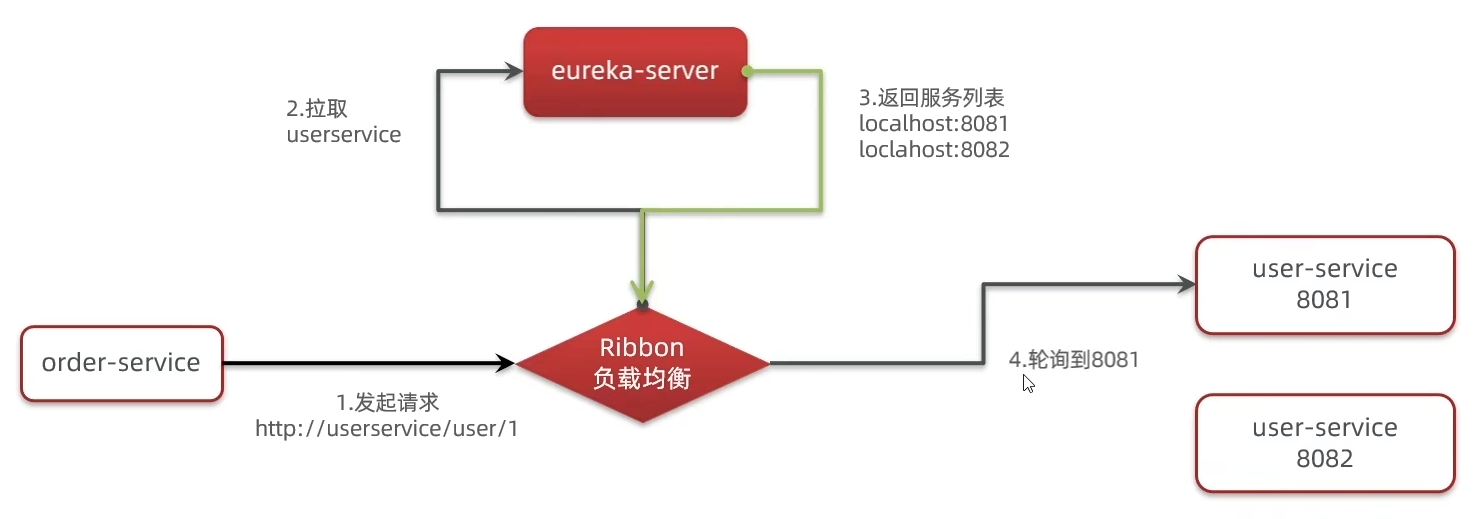 eureka-server
2.拉取
userservice
3.返回服务列表
localhost:8081
loclahost:8082
user-service
8081
order-service
Ribbon
负载均衡
4.轮询到8081
1.发起请求
http://userservice/user/1
user-service
8082